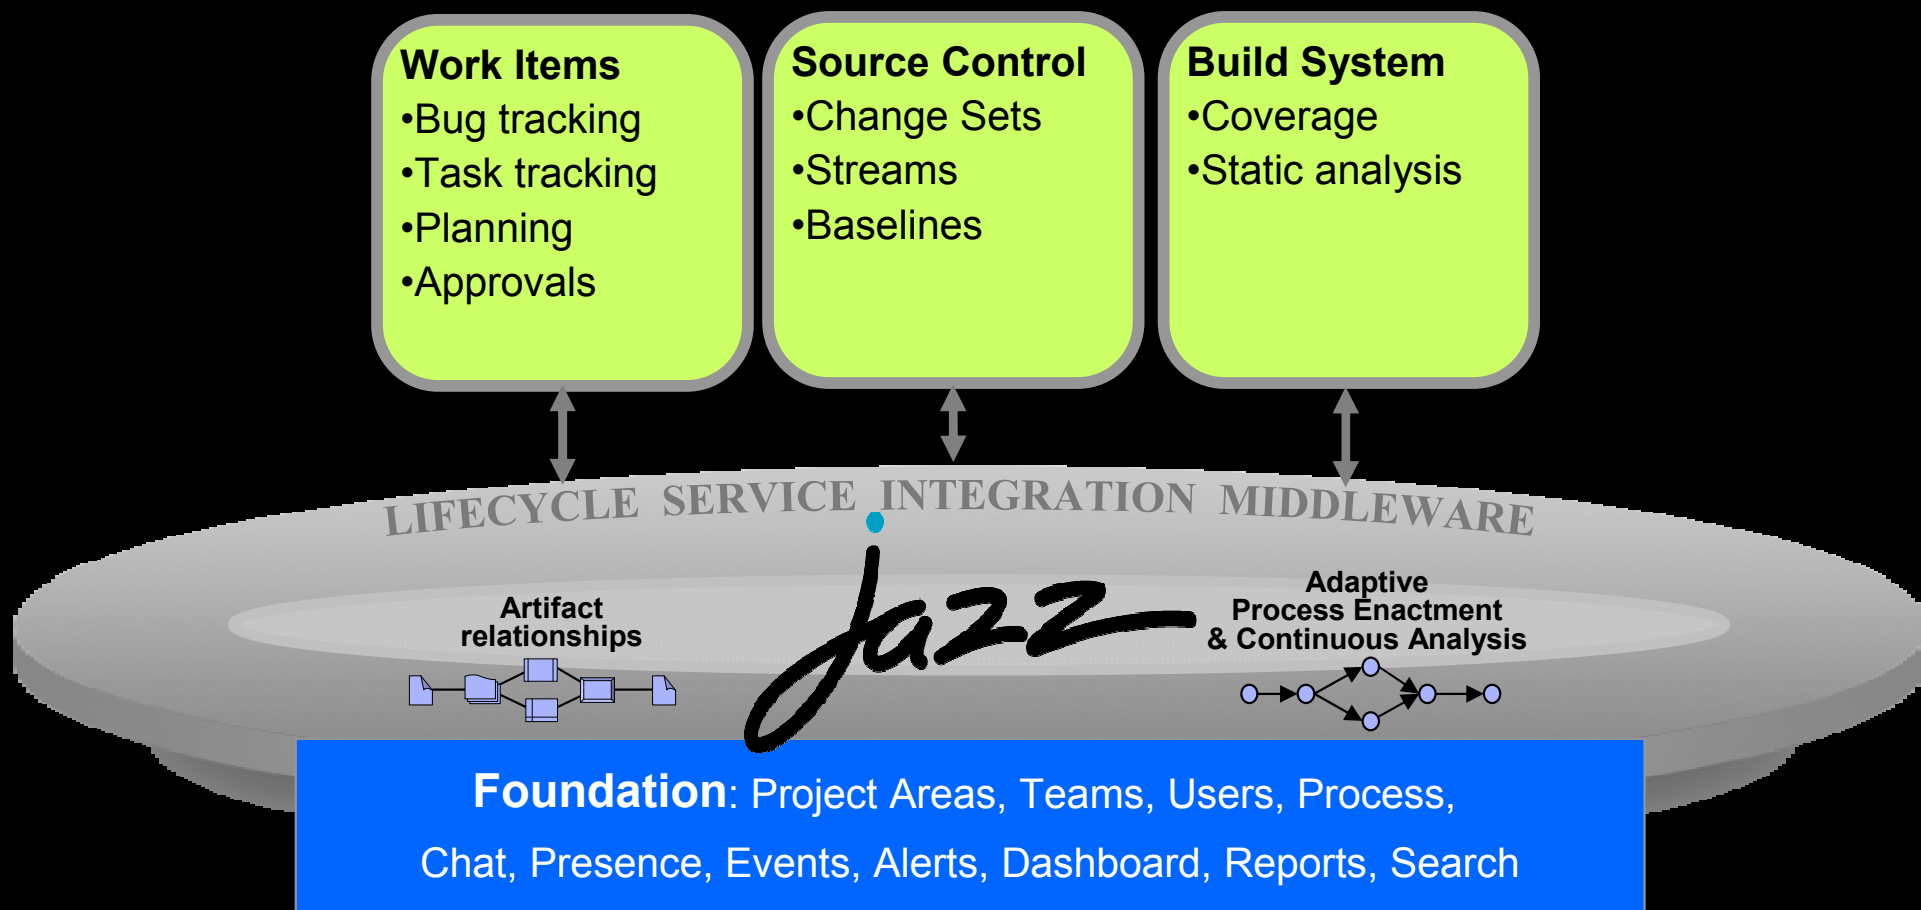 Work Items
•Bug tracking
•Task tracking
•Planning
•Approvals
Source Control
•Change Sets
•Streams
•Baselines
Build System
•Coverage
•Static analysis
LIFECYCLE SERVICE INTEGRATION MIDDLEWARE
jazz
Artifact
relationships
Adaptive
Process Enactment
& Continuous Analysis
Foundation: Project Areas, Teams, Users, Process,
Chat, Presence, Events, Alerts, Dashboard, Reports, Search